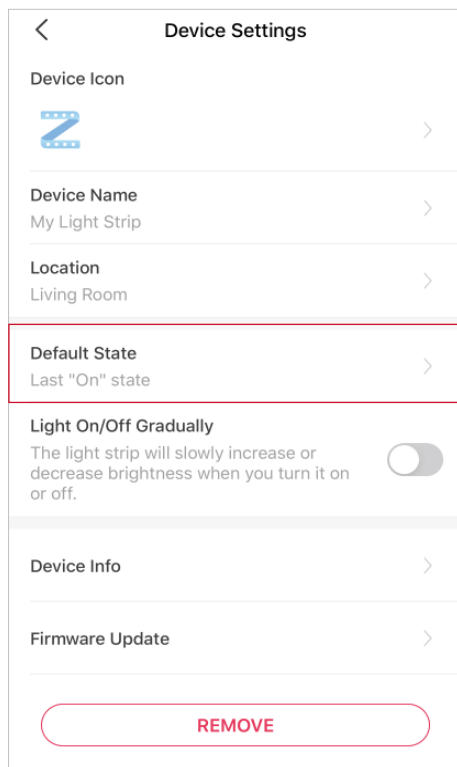 Device Settings
Device Icon
Device Name
My Light Strip
Location
Living Room
Default State
Last "On" state
Light On/Off Gradually
The light strip will slowly increase or
decrease brightness when you turn it on
or off.
Device Info
Firmware Update
REMOVE